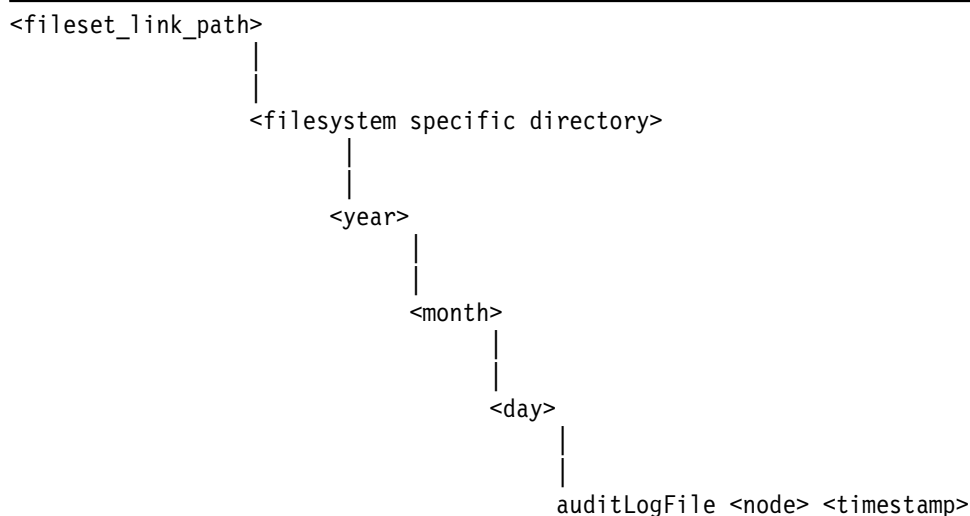 <fileset_link_path>
|
|
<filesystem specific directory>
|
|
<year>
|
|
<month>
|
|
<day>
|
|
auditLogFile <node> <timestamp>